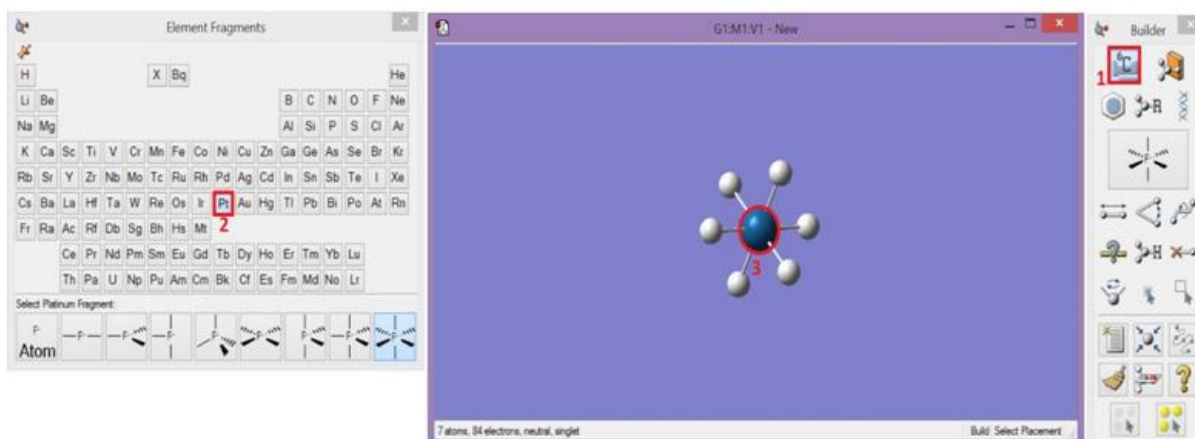 Element Fragments
H X Bq He
Li Be B C N O F Ne
Na Mg Al Si P S Cl Ar
K Ca Sc Ti V Cr Mn Fe Co Ni Cu Zn Ga Ge As Se Br Kr
Rb Sr Y Zr Nb Mo Tc Ru Rh Pd Ag Cd In Sn Sb Te I Xe
Cs Ba La Hf Ta W Re Os Ir Pt Au Hg Tl Pb Bi Po At Rn
Fr Ra Ac Rf Db Sg Bh Hs Mt 2
Ce Pr Nd Pm Sm Eu Gd Tb Dy Ho Er Tm Yb Lu
Th Pa U Np Pu Am Cm Bk Cf Es Fm Md No Lr
Select Platinum Fragment:
Atom
G1:M1:V1 - New
3
7 atoms, 84 electrons, neutral, singlet
Build Select Placement
Builder
1
R
H